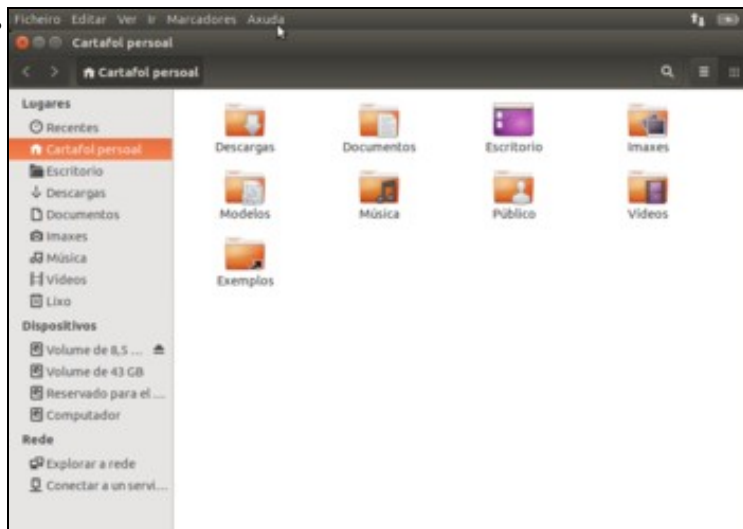 Ficheiro Editar Ver Ir Marcadores Axuda
Cartafol persoal
Cartafol persoal
Lugares
Recentes
Cartafol persoal
Escritorio
Descargas
Documentos
Imaxes
Música
Vídeos
Lixo
Dispositivos
Volume de 8,5 ...
Volume de 43 GB
Reservado para el ...
Computador
Rede
Explorar a rede
Conectar a un servi...
Descargas Documentos Escritorio Imaxes
Modelos Música Público Vídeos
Exemplos